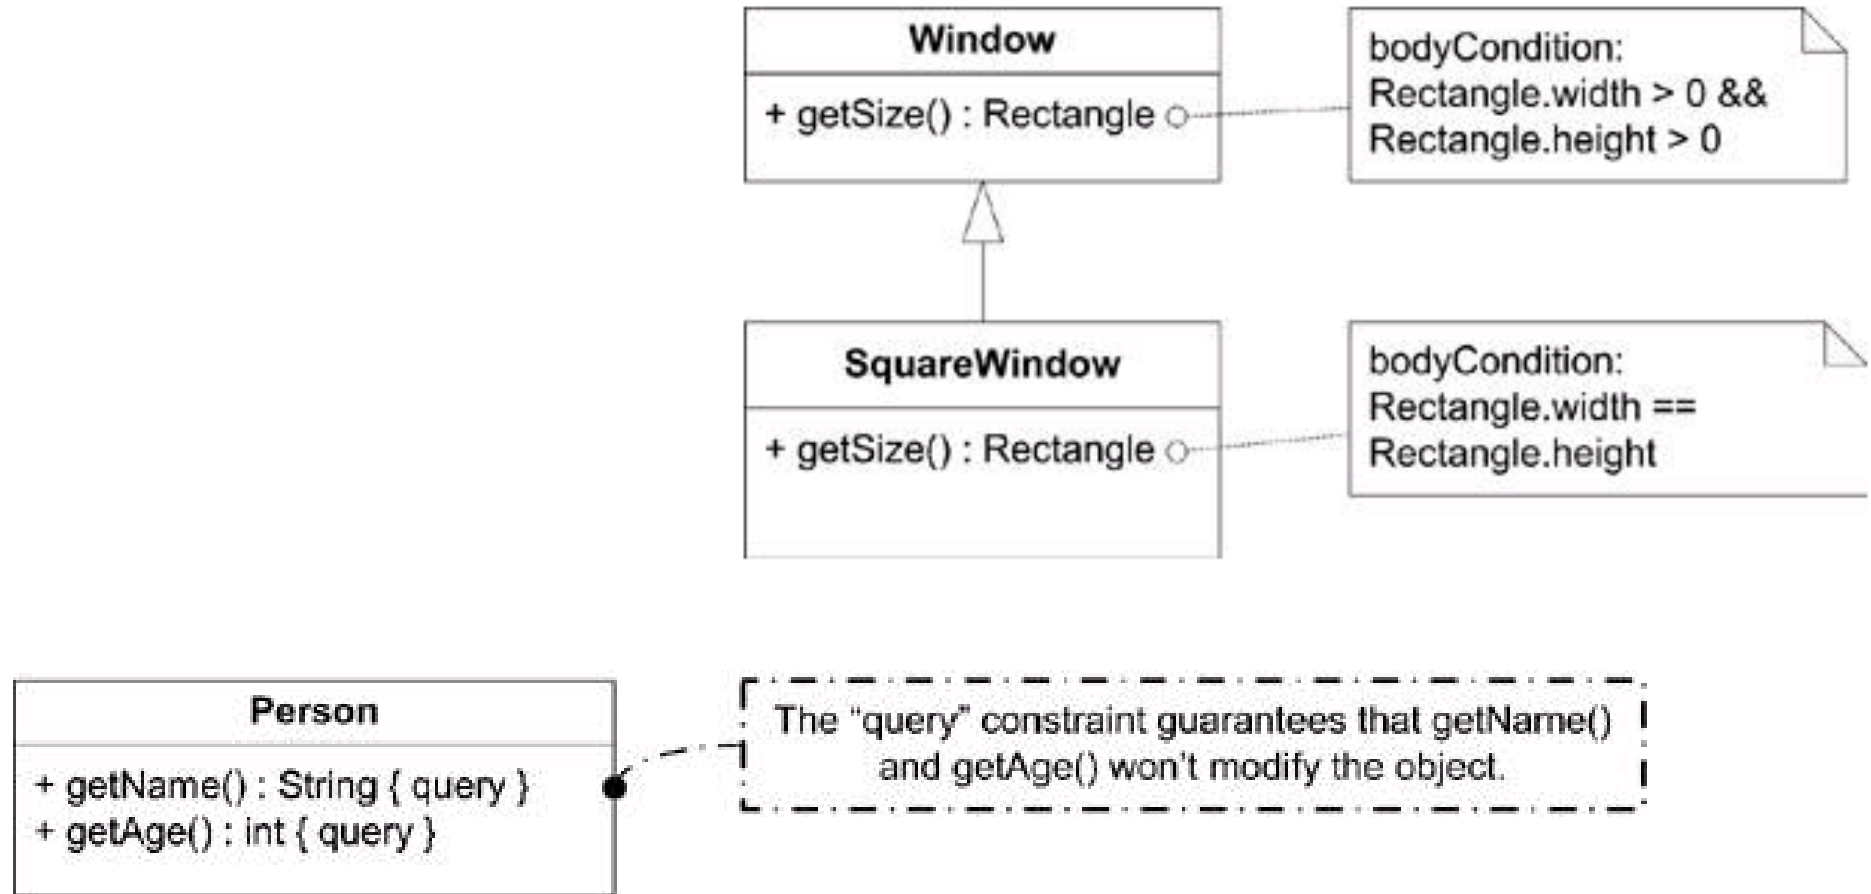 Window
+ getSize() : Rectangle
bodyCondition:
Rectangle.width > 0 &&
Rectangle.height > 0
SquareWindow
+ getSize() : Rectangle
bodyCondition:
Rectangle.width ==
Rectangle.height
Person
+ getName() : String { query }
+ getAge() : int { query }
The “query” constraint guarantees that getName()
and getAge() won't modify the object.